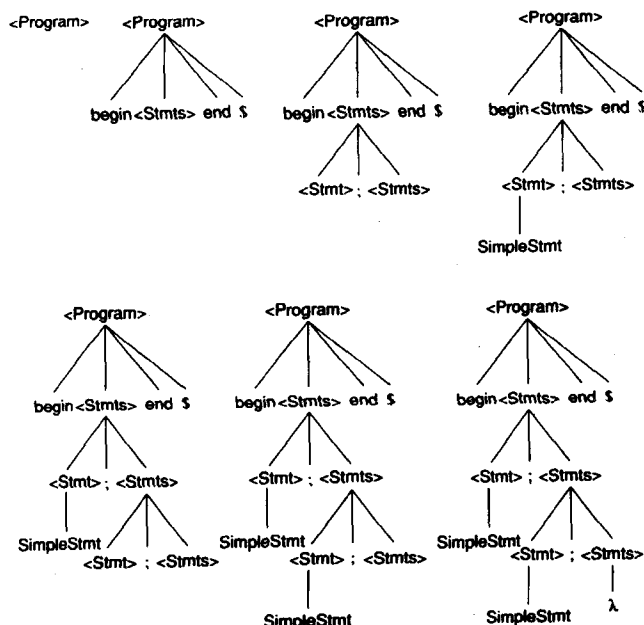 <Program> <Program> <Program> <Program>
begin <Stmts> end $ begin <Stmts> end $ begin <Stmts> end $
<Stmt> ; <Stmts> <Stmt> ; <Stmts>
SimpleStmt
<Program> <Program> <Program>
begin <Stmts> end $ begin <Stmts> end $ begin <Stmts> end $
<Stmt> ; <Stmts> <Stmt> ; <Stmts> <Stmt> ; <Stmts>
SimpleStmt SimpleStmt SimpleStmt
<Stmt> ; <Stmts> <Stmt> ; <Stmts> <Stmt> ; <Stmts>
SimpleStmt SimpleStmt λ